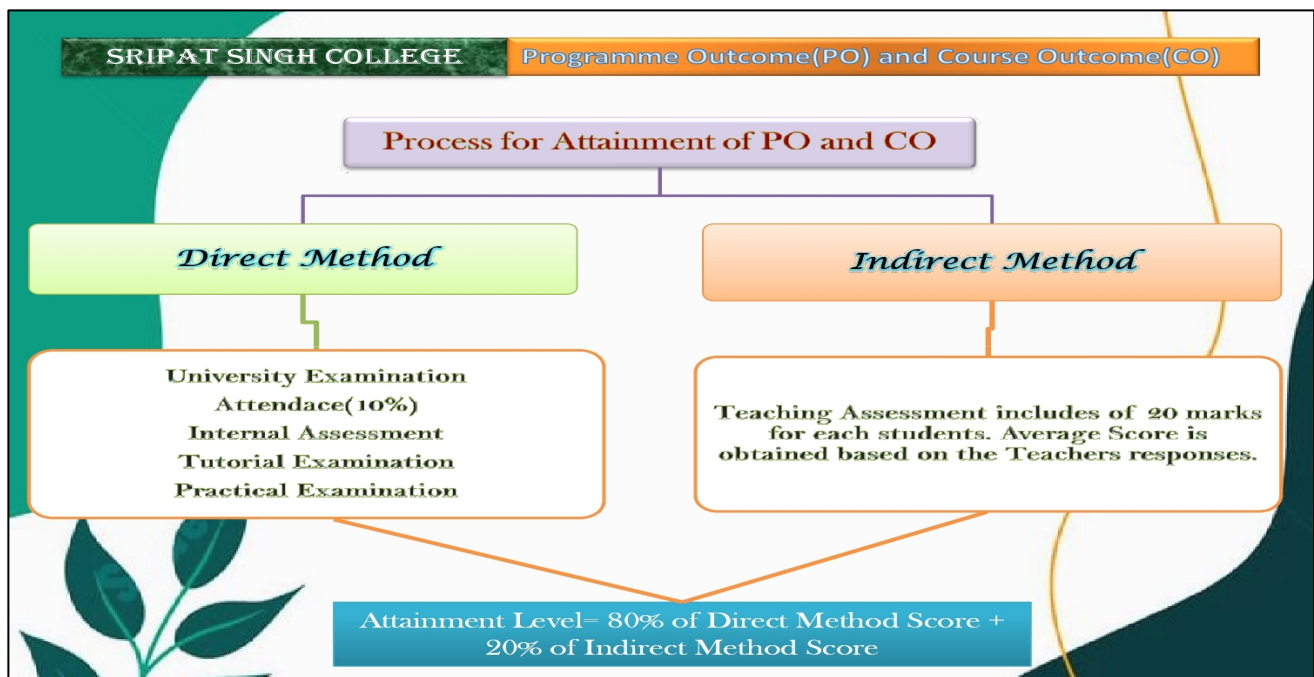 SRIPAT SINGH COLLEGE
Programme Outcome(PO) and Course Outcome(CO)
Process for Attainment of PO and CO
Direct Method
Indirect Method
University Examination
Attendace(10%)
Internal Assessment
Tutorial Examination
Practical Examination
Teaching Assessment includes of 20 marks
for each students. Average Score is
obtained based on the Teachers responses.
Attainment Level= 80% of Direct Method Score +
20% of Indirect Method Score